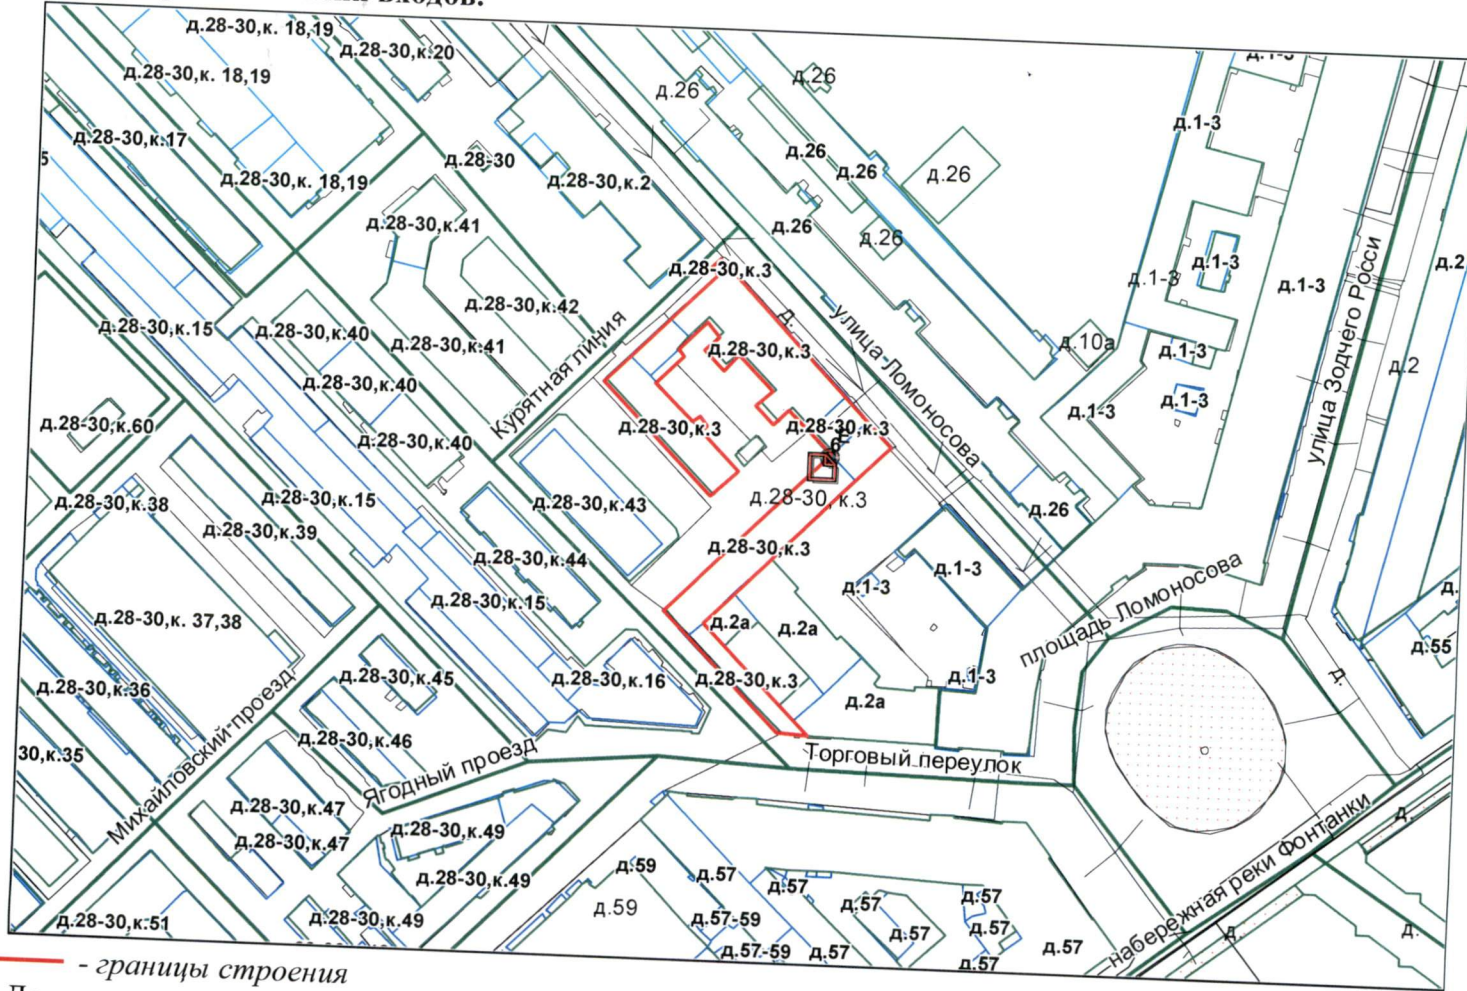 входов.
д.28-30,к. 18,19
д.28-30,к.20
д.26
д.1-3
д.28-30,к. 18,19
д.26
д.1-3
д.28-30,к.17
д.28-30
д.26
д.26
д.26
5
д.28-30,к. 18,19
д.28-30,к.2
д.28-30,к.41
д.26
д.26
д.28-30,к.3
д.1-3
д.1-3
д.1-3
д.2
д.28-30,к.42
д.28-30,к.15
д.28-30,к.40
д.28-30,к.41
Курятная линия
д.
улица Ломоносова
д.10а
д.1-3
улица Зодчего Росси
д.28-30,к.3
д.2
д.28-30,к.40
д.1-3
д.1-3
д.28-30,к.60
д.28-30,к.40
д.28-30,к.3
д.28-30,к.3
6
д.28-30,к.38
д.28-30,к.15
д.28-30,к.43
д.28-30, к.3
д.26
д.28-30,к.39
д.28-30,к.44
д.28-30,к.3
д.1-3
д.1-3
площадь Ломоносова
д.28-30,к.15
д.28-30,к. 37,38
д.2а
д.2а
д.
д.55
д.28-30,к.36
д.28-30,к.45
д.28-30,к.16
д.28-30,к.3
д.1-3
д.
д.2а
Михайловский проезд
30,к.35
д.28-30,к.46
Ягодный проезд
Торговый переулок
д.28-30,к.47
д.28-30,к.47
д.28-30,к.49
набережная реки Фонтанки
д.
д.28-30,к.49
д.59
д.57
д.57
д.57
д.57
д.28-30,к.51
д.28-30,к.49
д.59
д.57-59
д.57
д.57
д.57
д.
д.
д.57-59
д.57
д.57
- границы строения